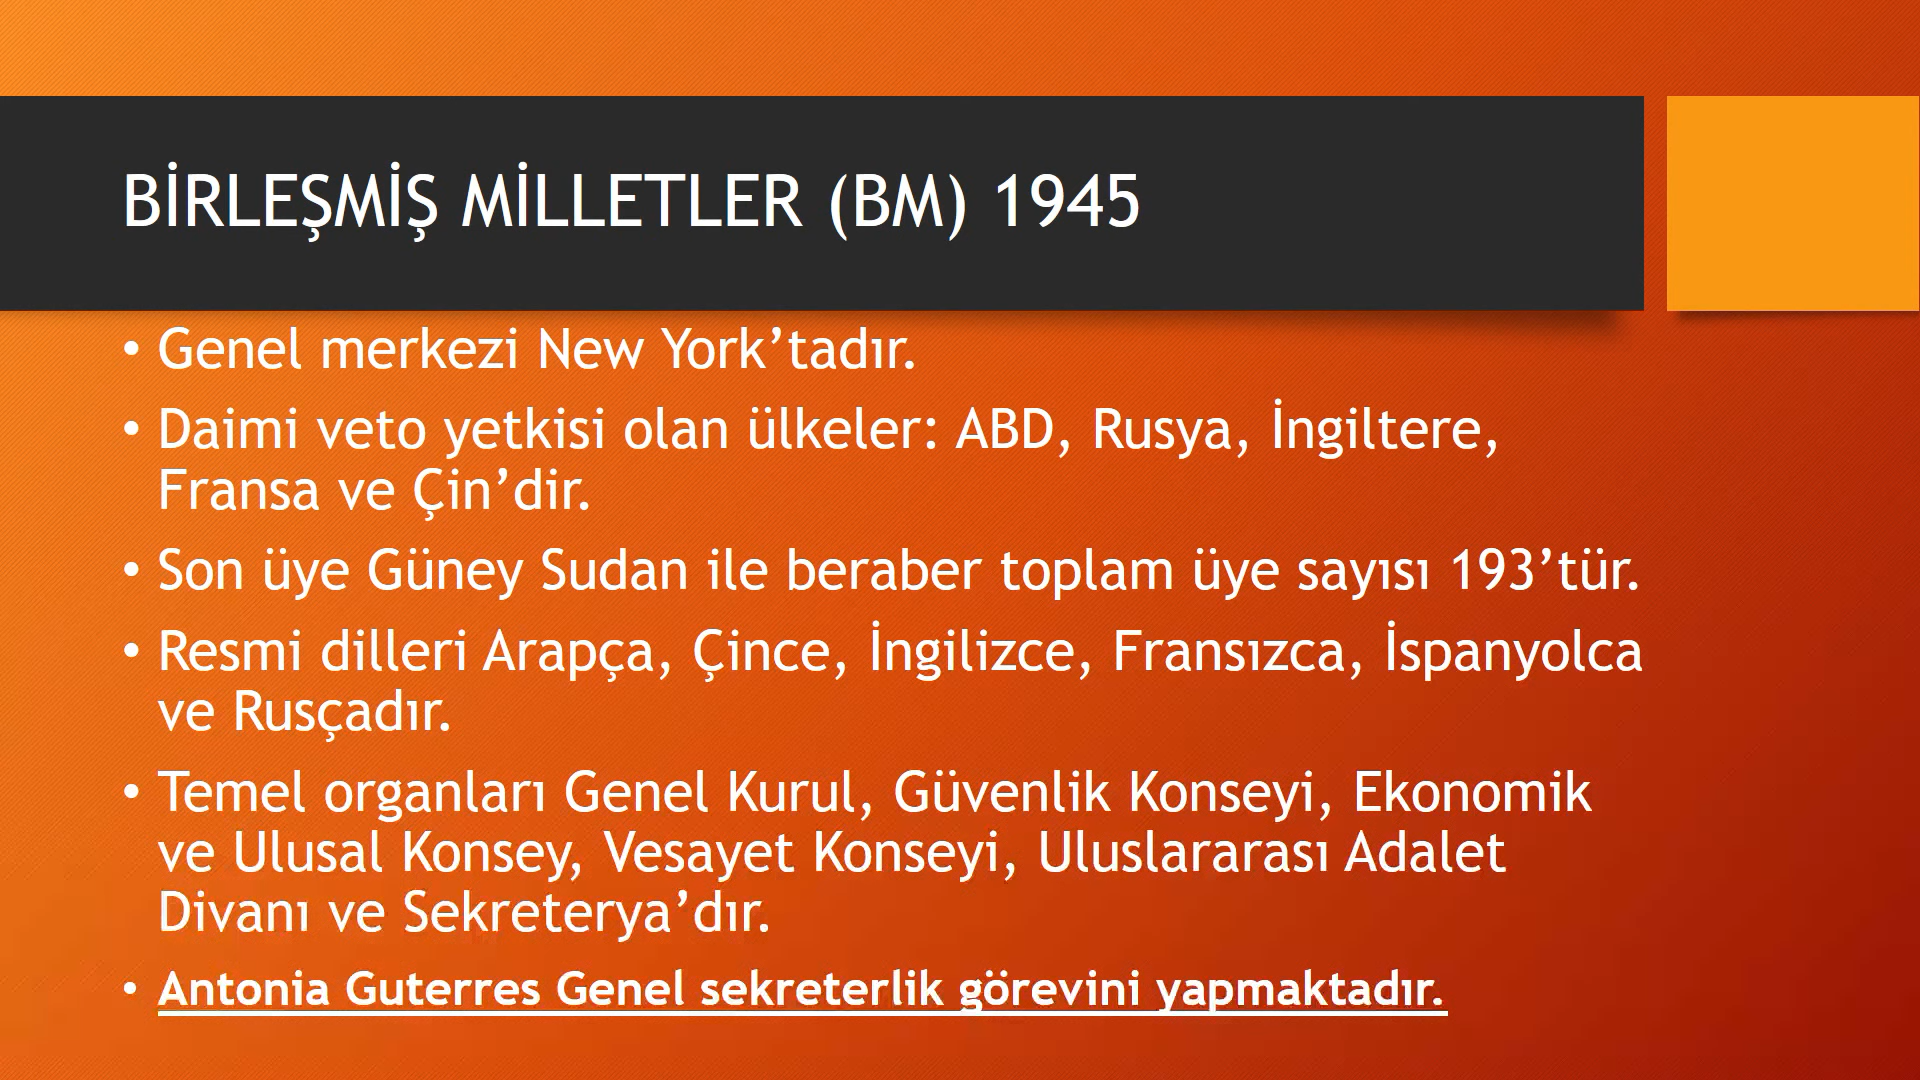 BİRLEŞMİŞ MİLLETLER (BM) 1945
• Genel merkezi New York’tadır.
• Daimi veto yetkisi olan ülkeler: ABD, Rusya, İngiltere,
Fransa ve Çin’dir.
• Son üye Güney Sudan ile beraber toplam üye sayısı 193’tür.
• Resmi dilleri Arapça, Çince, İngilizce, Fransızca, İspanyolca
ve Rusçadır.
• Temel organları Genel Kurul, Güvenlik Konseyi, Ekonomik
ve Ulusal Konsey, Vesayet Konseyi, Uluslararası Adalet
Divanı ve Sekreterya’dır.
• Antonia Guterres Genel sekreterlik görevini yapmaktadır.